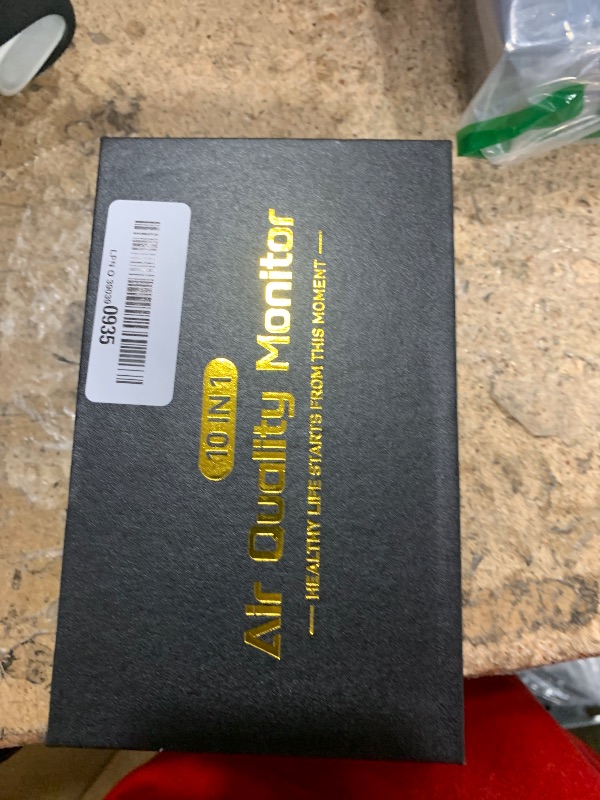 10 IN 1
Air Quality Monitor
— HEALTHY LIFE STARTS FROM THIS MOMENT —
0935